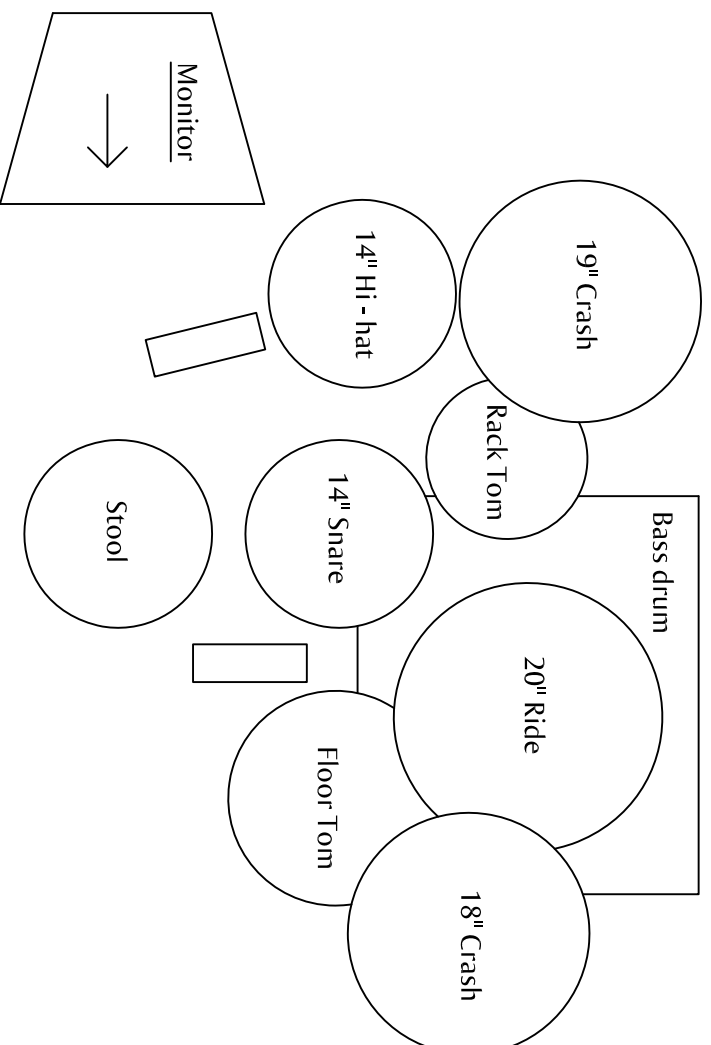 Bass drum
19" Crash
20" Ride
Rack Tom
18" Crash
14" Hi - hat
14" Snare
Floor Tom
Monitor
Stool